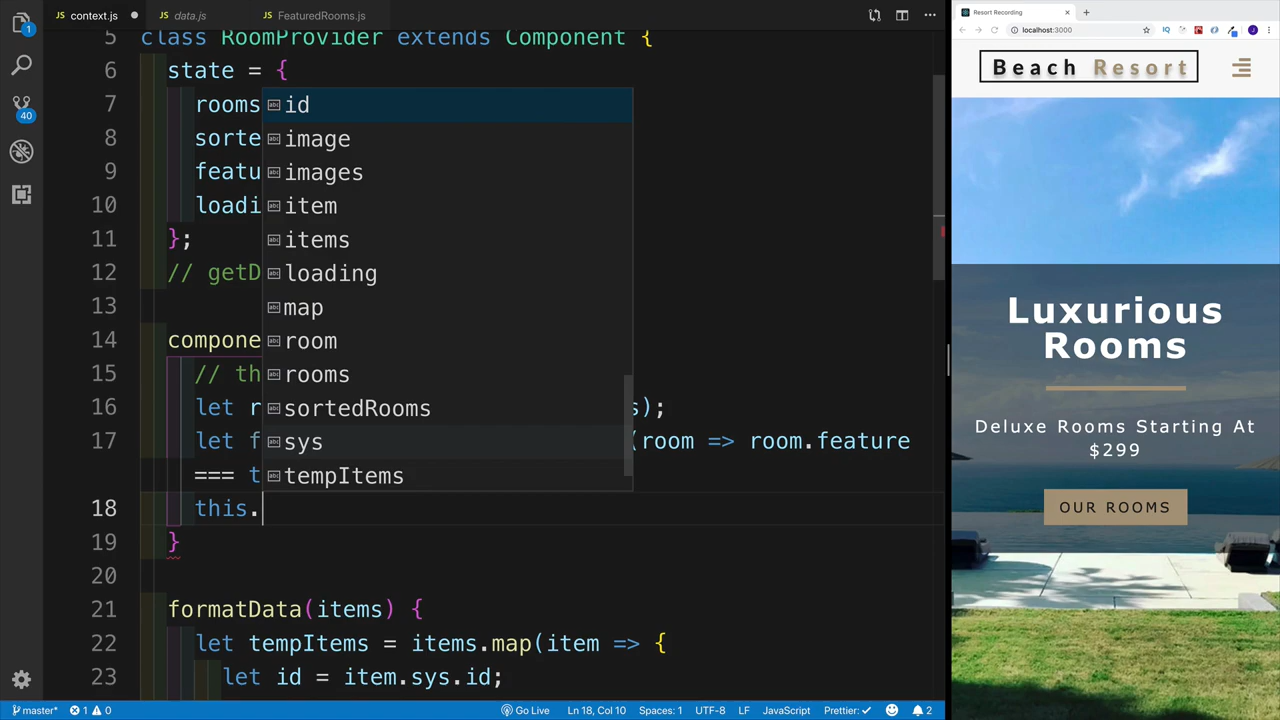 context.js
data.js
FeaturedRooms.js
5 class RoomProvider extends Component {
6 state = {
7 rooms
8 sorte
9 featu
10 loadi
11 };
12 // getD
13
14 compone
15 // th
16 let r s);
17 let f (room => room.feature
=== t
18 this.
19 }
20
21 formatData(items) {
22 let tempItems = items.map(item => {
23 let id = item.sys.id;
id
image
images
item
items
loading
map
room
rooms
sortedRooms
sys
tempItems
1
40
master*
1
0
Go Live
Ln 18, Col 10
Spaces: 1
UTF-8
LF
JavaScript
Prettier: ✓
2
Resort Recording
localhost:3000
IQ
J
Beach Resort
Luxurious
Rooms
Deluxe Rooms Starting At
$299
OUR ROOMS